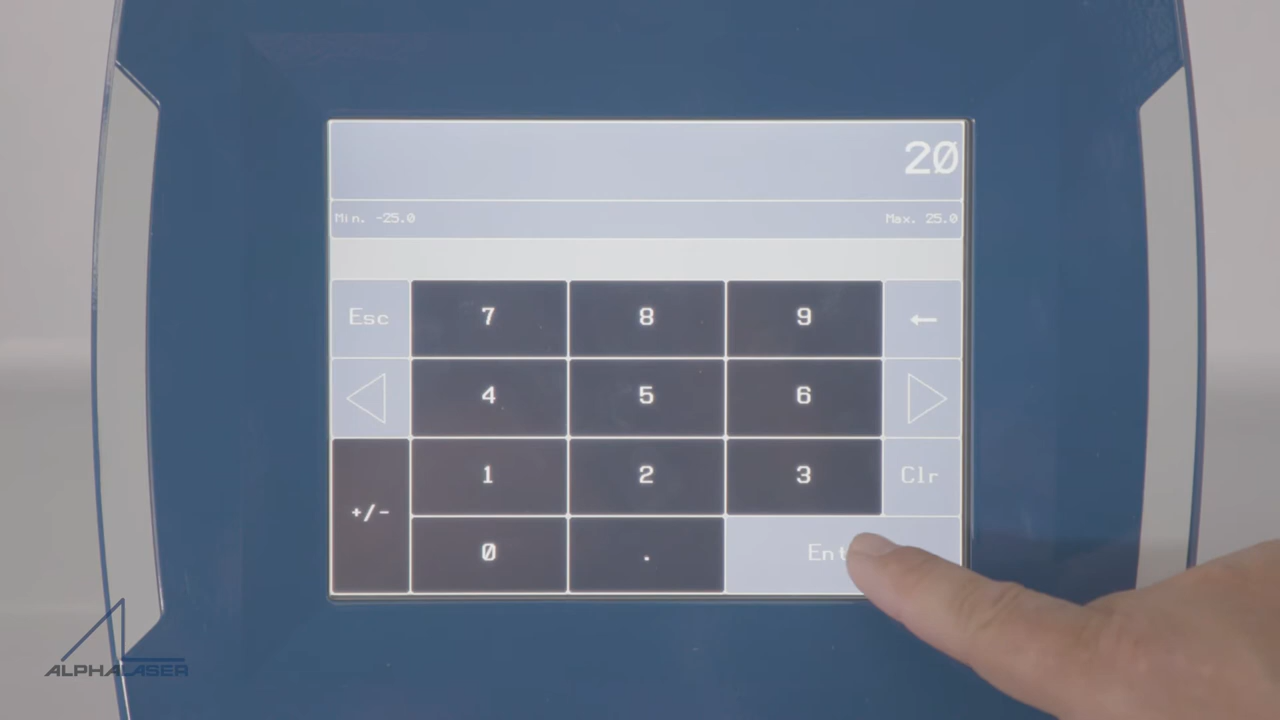 20
Min. -25.0 Max. 25.0
Esc 7 8 9 ←
4 5 6
1 2 3 Clr
+/-
0 . Ent
ALPHALASER